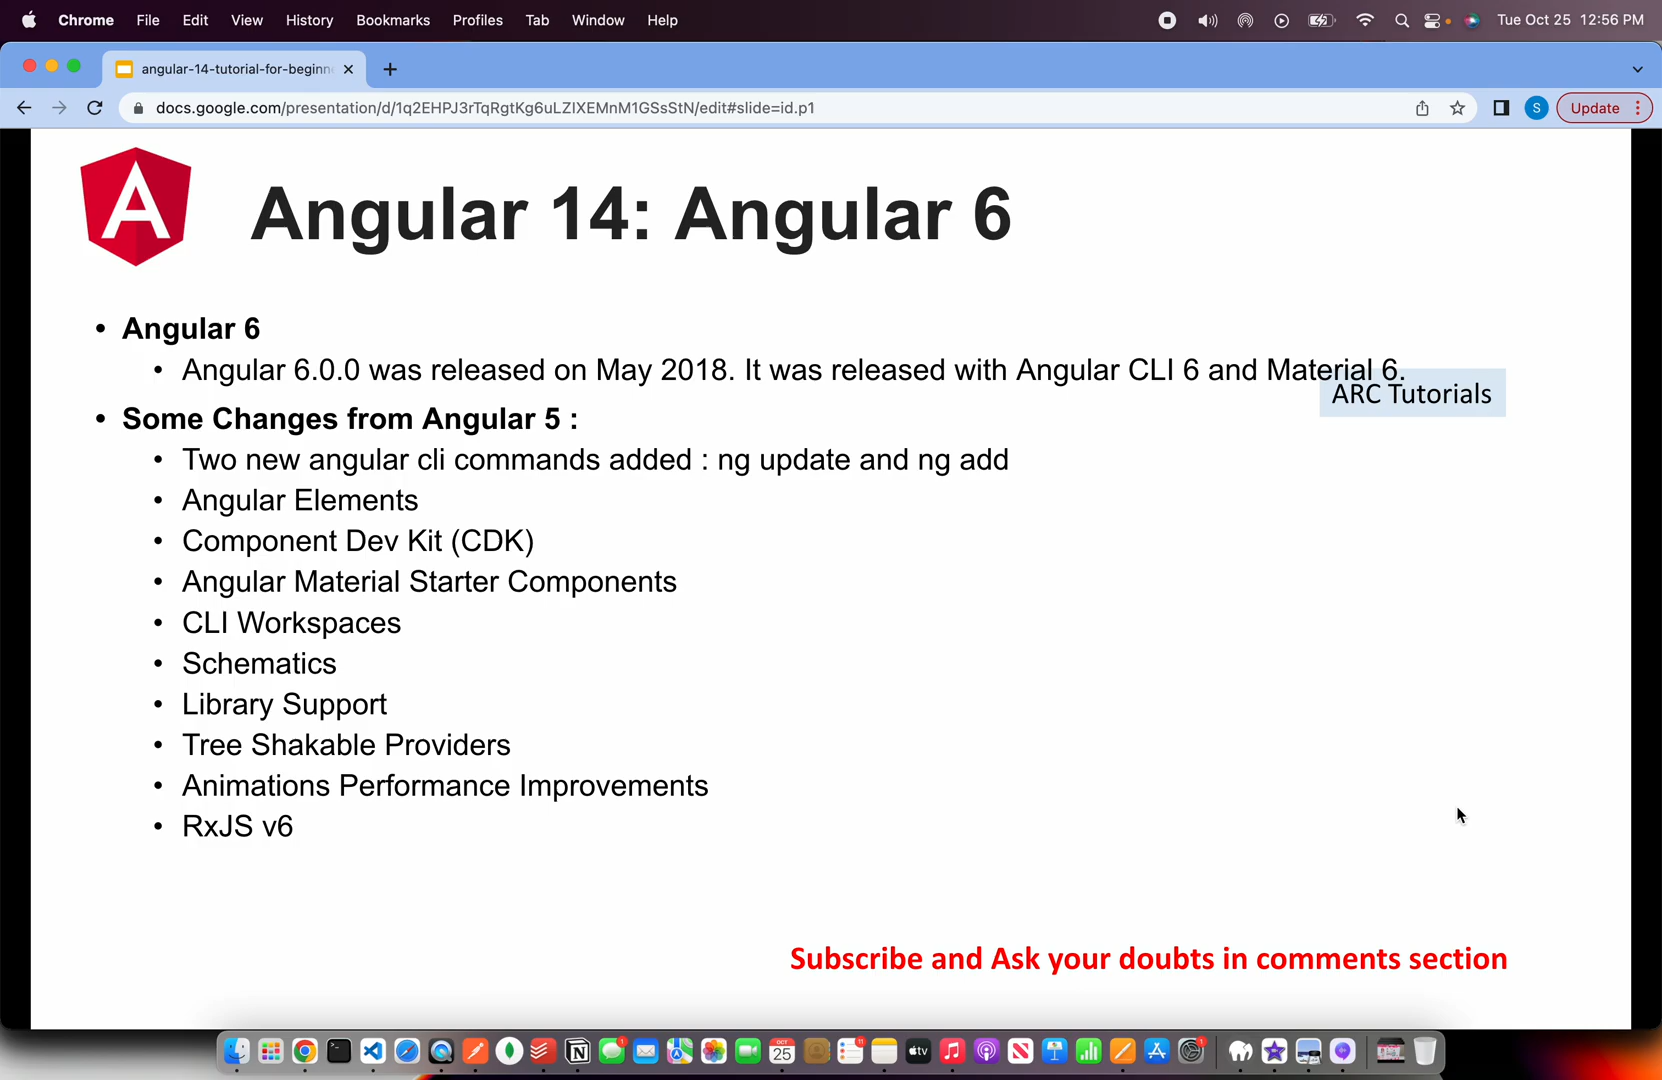 Chrome File Edit View History Bookmarks Profiles Tab Window Help Tue Oct 25 12:56 PM
angular-14-tutorial-for-beginn
docs.google.com/presentation/d/1q2EHPJ3rTqRgtKg6uLZIXEMnM1GSsStN/edit#slide=id.p1 S Update
A Angular 14: Angular 6
• Angular 6
• Angular 6.0.0 was released on May 2018. It was released with Angular CLI 6 and Material 6.
ARC Tutorials
• Some Changes from Angular 5 :
• Two new angular cli commands added : ng update and ng add
• Angular Elements
• Component Dev Kit (CDK)
• Angular Material Starter Components
• CLI Workspaces
• Schematics
• Library Support
• Tree Shakable Providers
• Animations Performance Improvements
• RxJS v6
Subscribe and Ask your doubts in comments section
OCT
25
tv